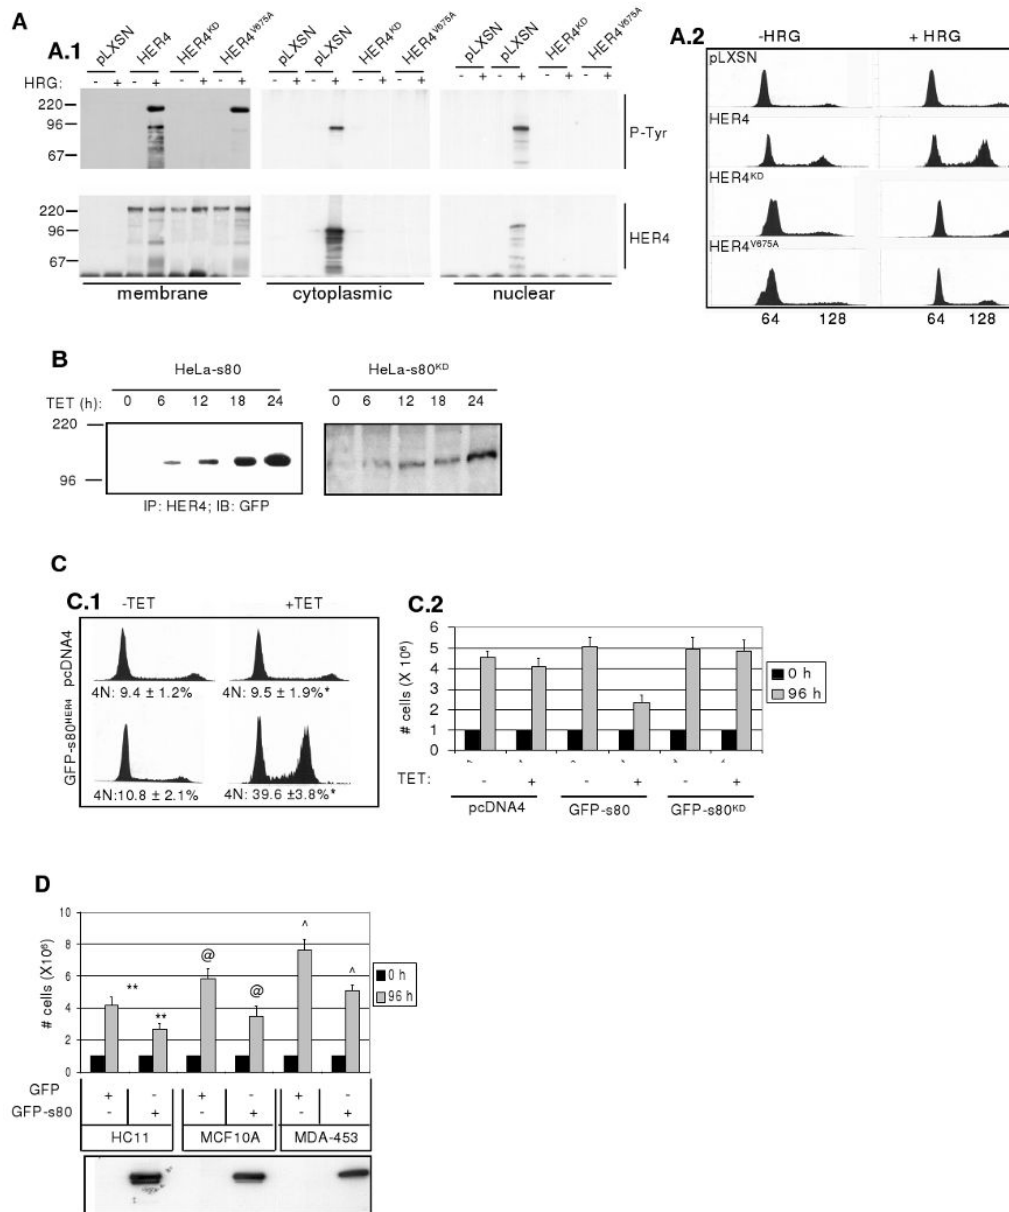 A
A.1
pLXSN HER4 HER4KD HER4V675A pLXSN pLXSN HER4KD HER4V675A pLXSN pLXSN HER4KD HER4V675A
HRG: - + - + - + - + - + - + - + - + - + - + - + - +
220
96
67
P-Tyr
220
96
67
HER4
membrane cytoplasmic nuclear
A.2
-HRG + HRG
pLXSN
HER4
HER4KD
HER4V675A
64 128 64 128
B
HeLa-s80 HeLa-s80KD
TET (h): 0 6 12 18 24 0 6 12 18 24
220
96
IP: HER4; IB: GFP
C
C.1
-TET +TET
pcDNA4
4N: 9.4 ± 1.2% 4N: 9.5 ± 1.9%*
GFP-s80HER4
4N:10.8 ± 2.1% 4N: 39.6 ±3.8%*
C.2
# cells (X 10⁶)
6
5
4
3
2
1
0
0 h
96 h
TET: - + - + - +
pcDNA4 GFP-s80 GFP-s80KD
D
# cells (X10⁶)
10
8
6
4
2
0
** ** @ @ ^ ^
0 h
96 h
GFP + - + - + -
GFP-s80 - + - + - +
HC11 MCF10A MDA-453